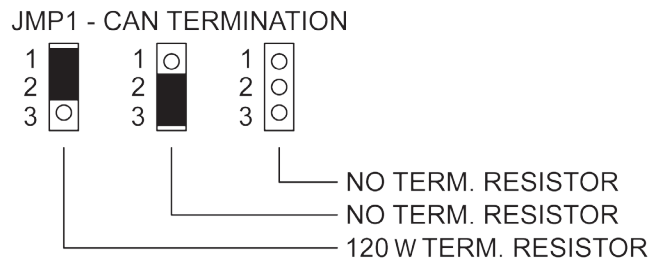 JMP1 - CAN TERMINATION
1 1 1
2 2 2
3 3 3
NO TERM. RESISTOR
NO TERM. RESISTOR
120 W TERM. RESISTOR